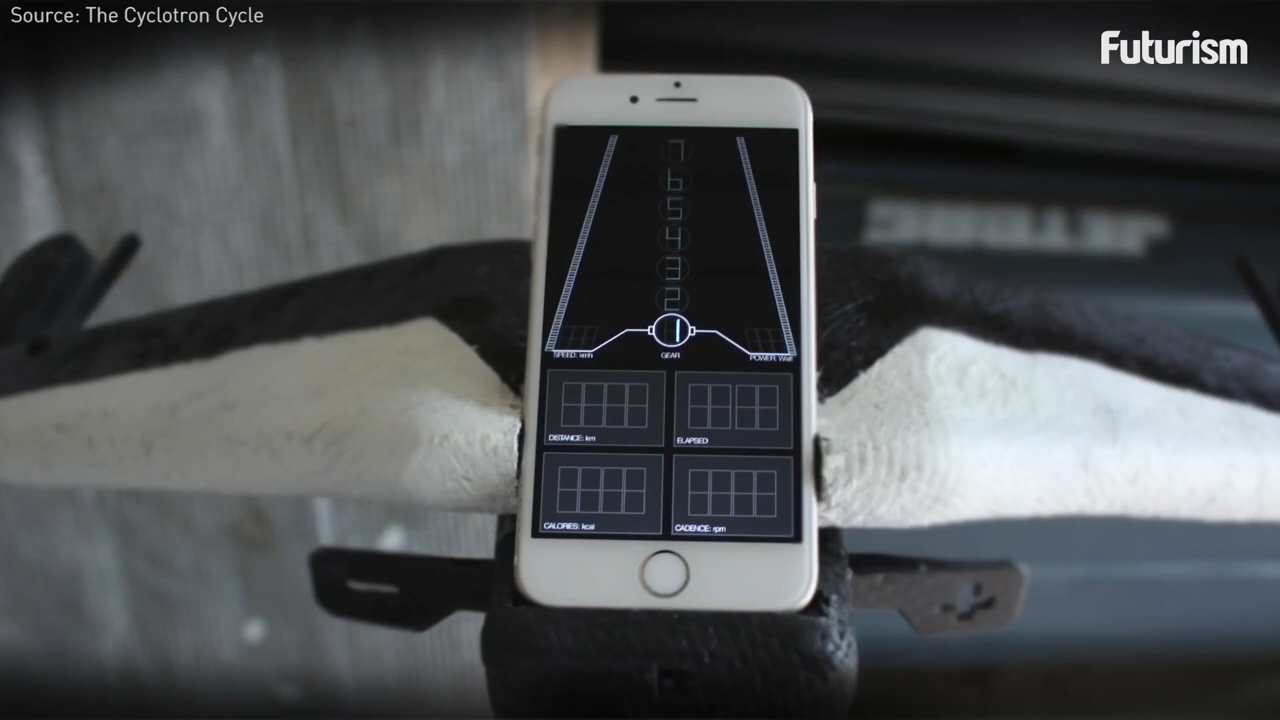 Source: The Cyclotron Cycle
Futurism
7
6
5
4
3
2
1
SPEED: kmh
GEAR
POWER: Watt
DISTANCE: km
ELAPSED
CALORIES: kcal
CADENCE: rpm